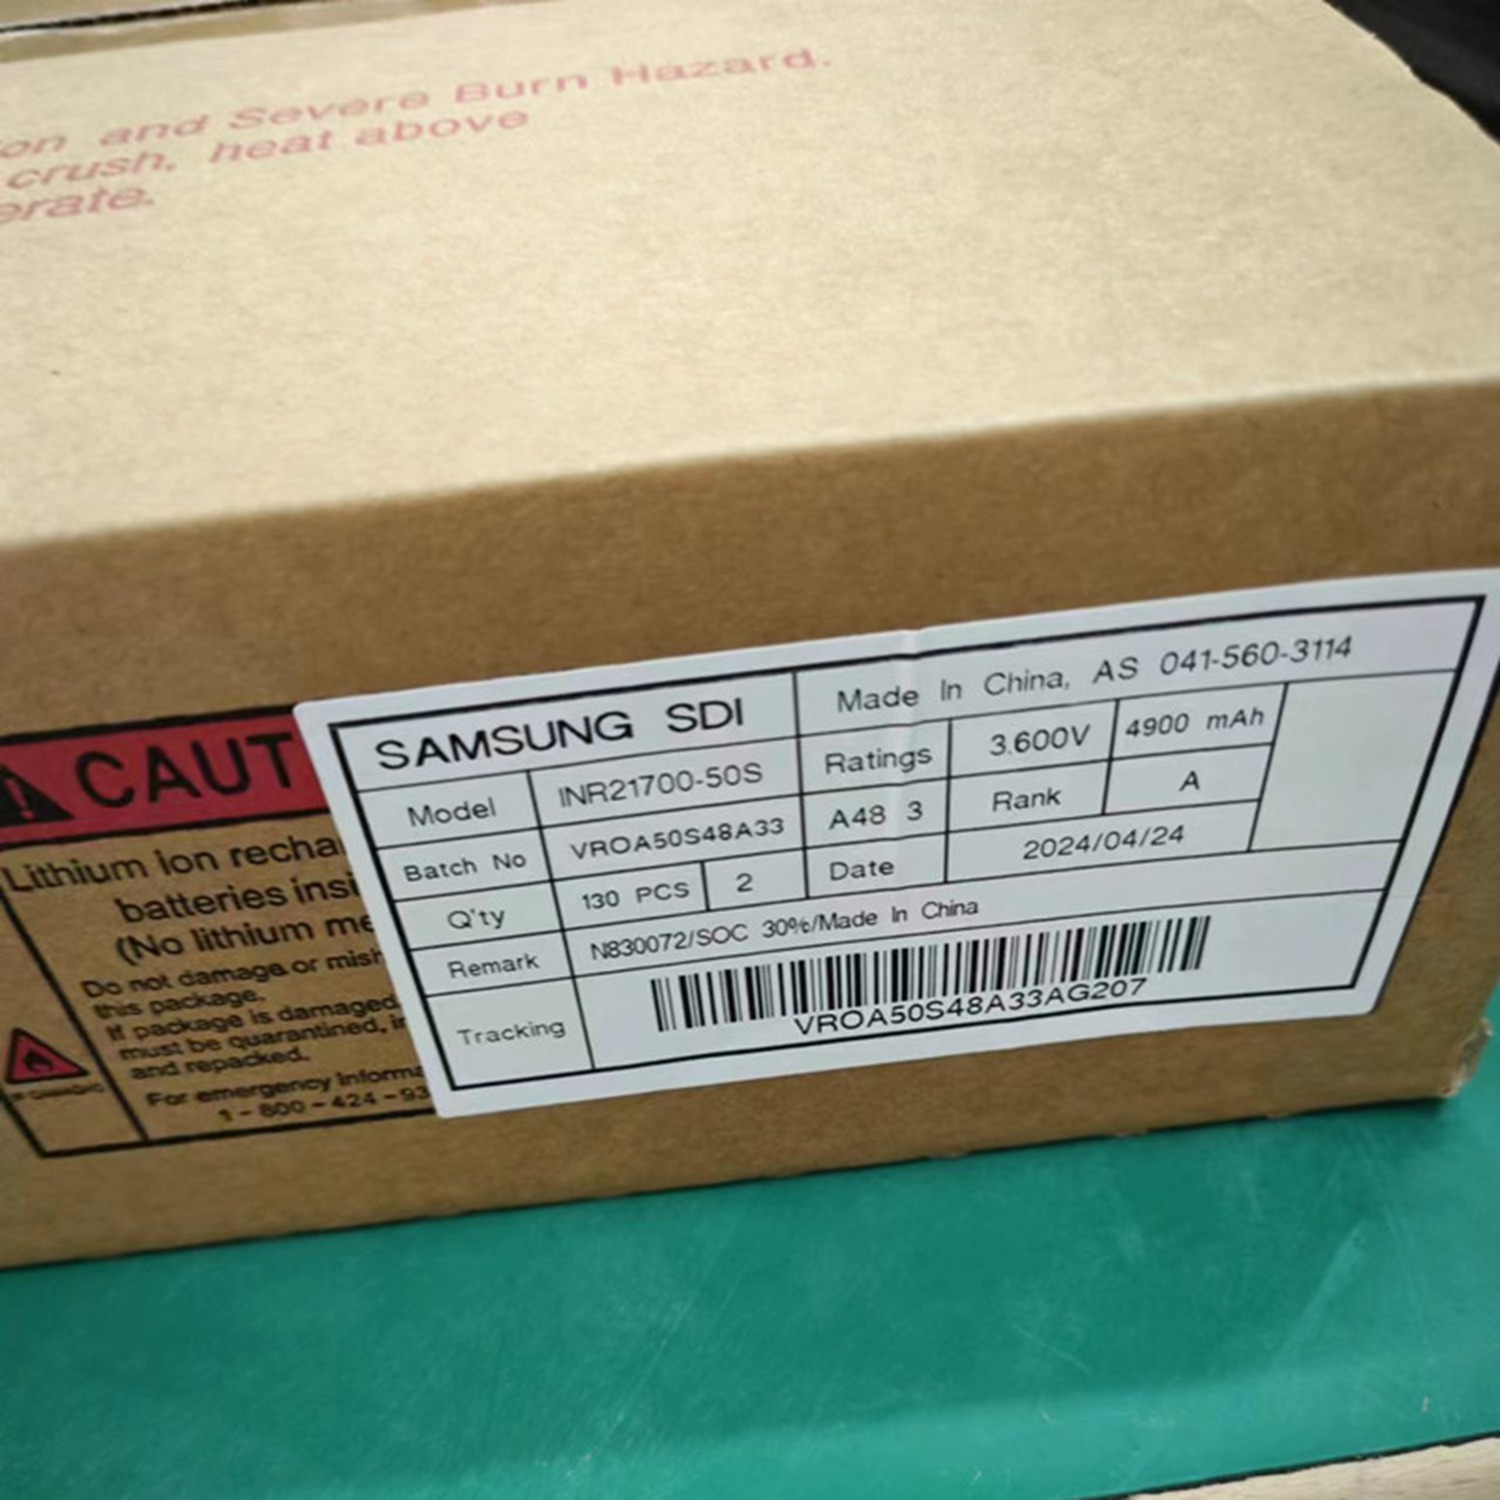 on and Severe Burn Hazard.
crush, heat above
erate.
CAUT
Lithium ion recha
batteries insi
(No lithium me
Do not damage or mish
this package.
If package is damaged
must be quarantined, in
and repacked.
For emergency Informa
1-800-424-93
SAMSUNG SDI
Made In China, AS 041-560-3114
Model INR21700-50S Ratings 3.600V 4900 mAh
Batch No VROA50S48A33 A48 3 Rank A
Q'ty 130 PCS 2 Date 2024/04/24
Remark N830072/SOC 30%/Made In China
Tracking VROA50S48A33AG207